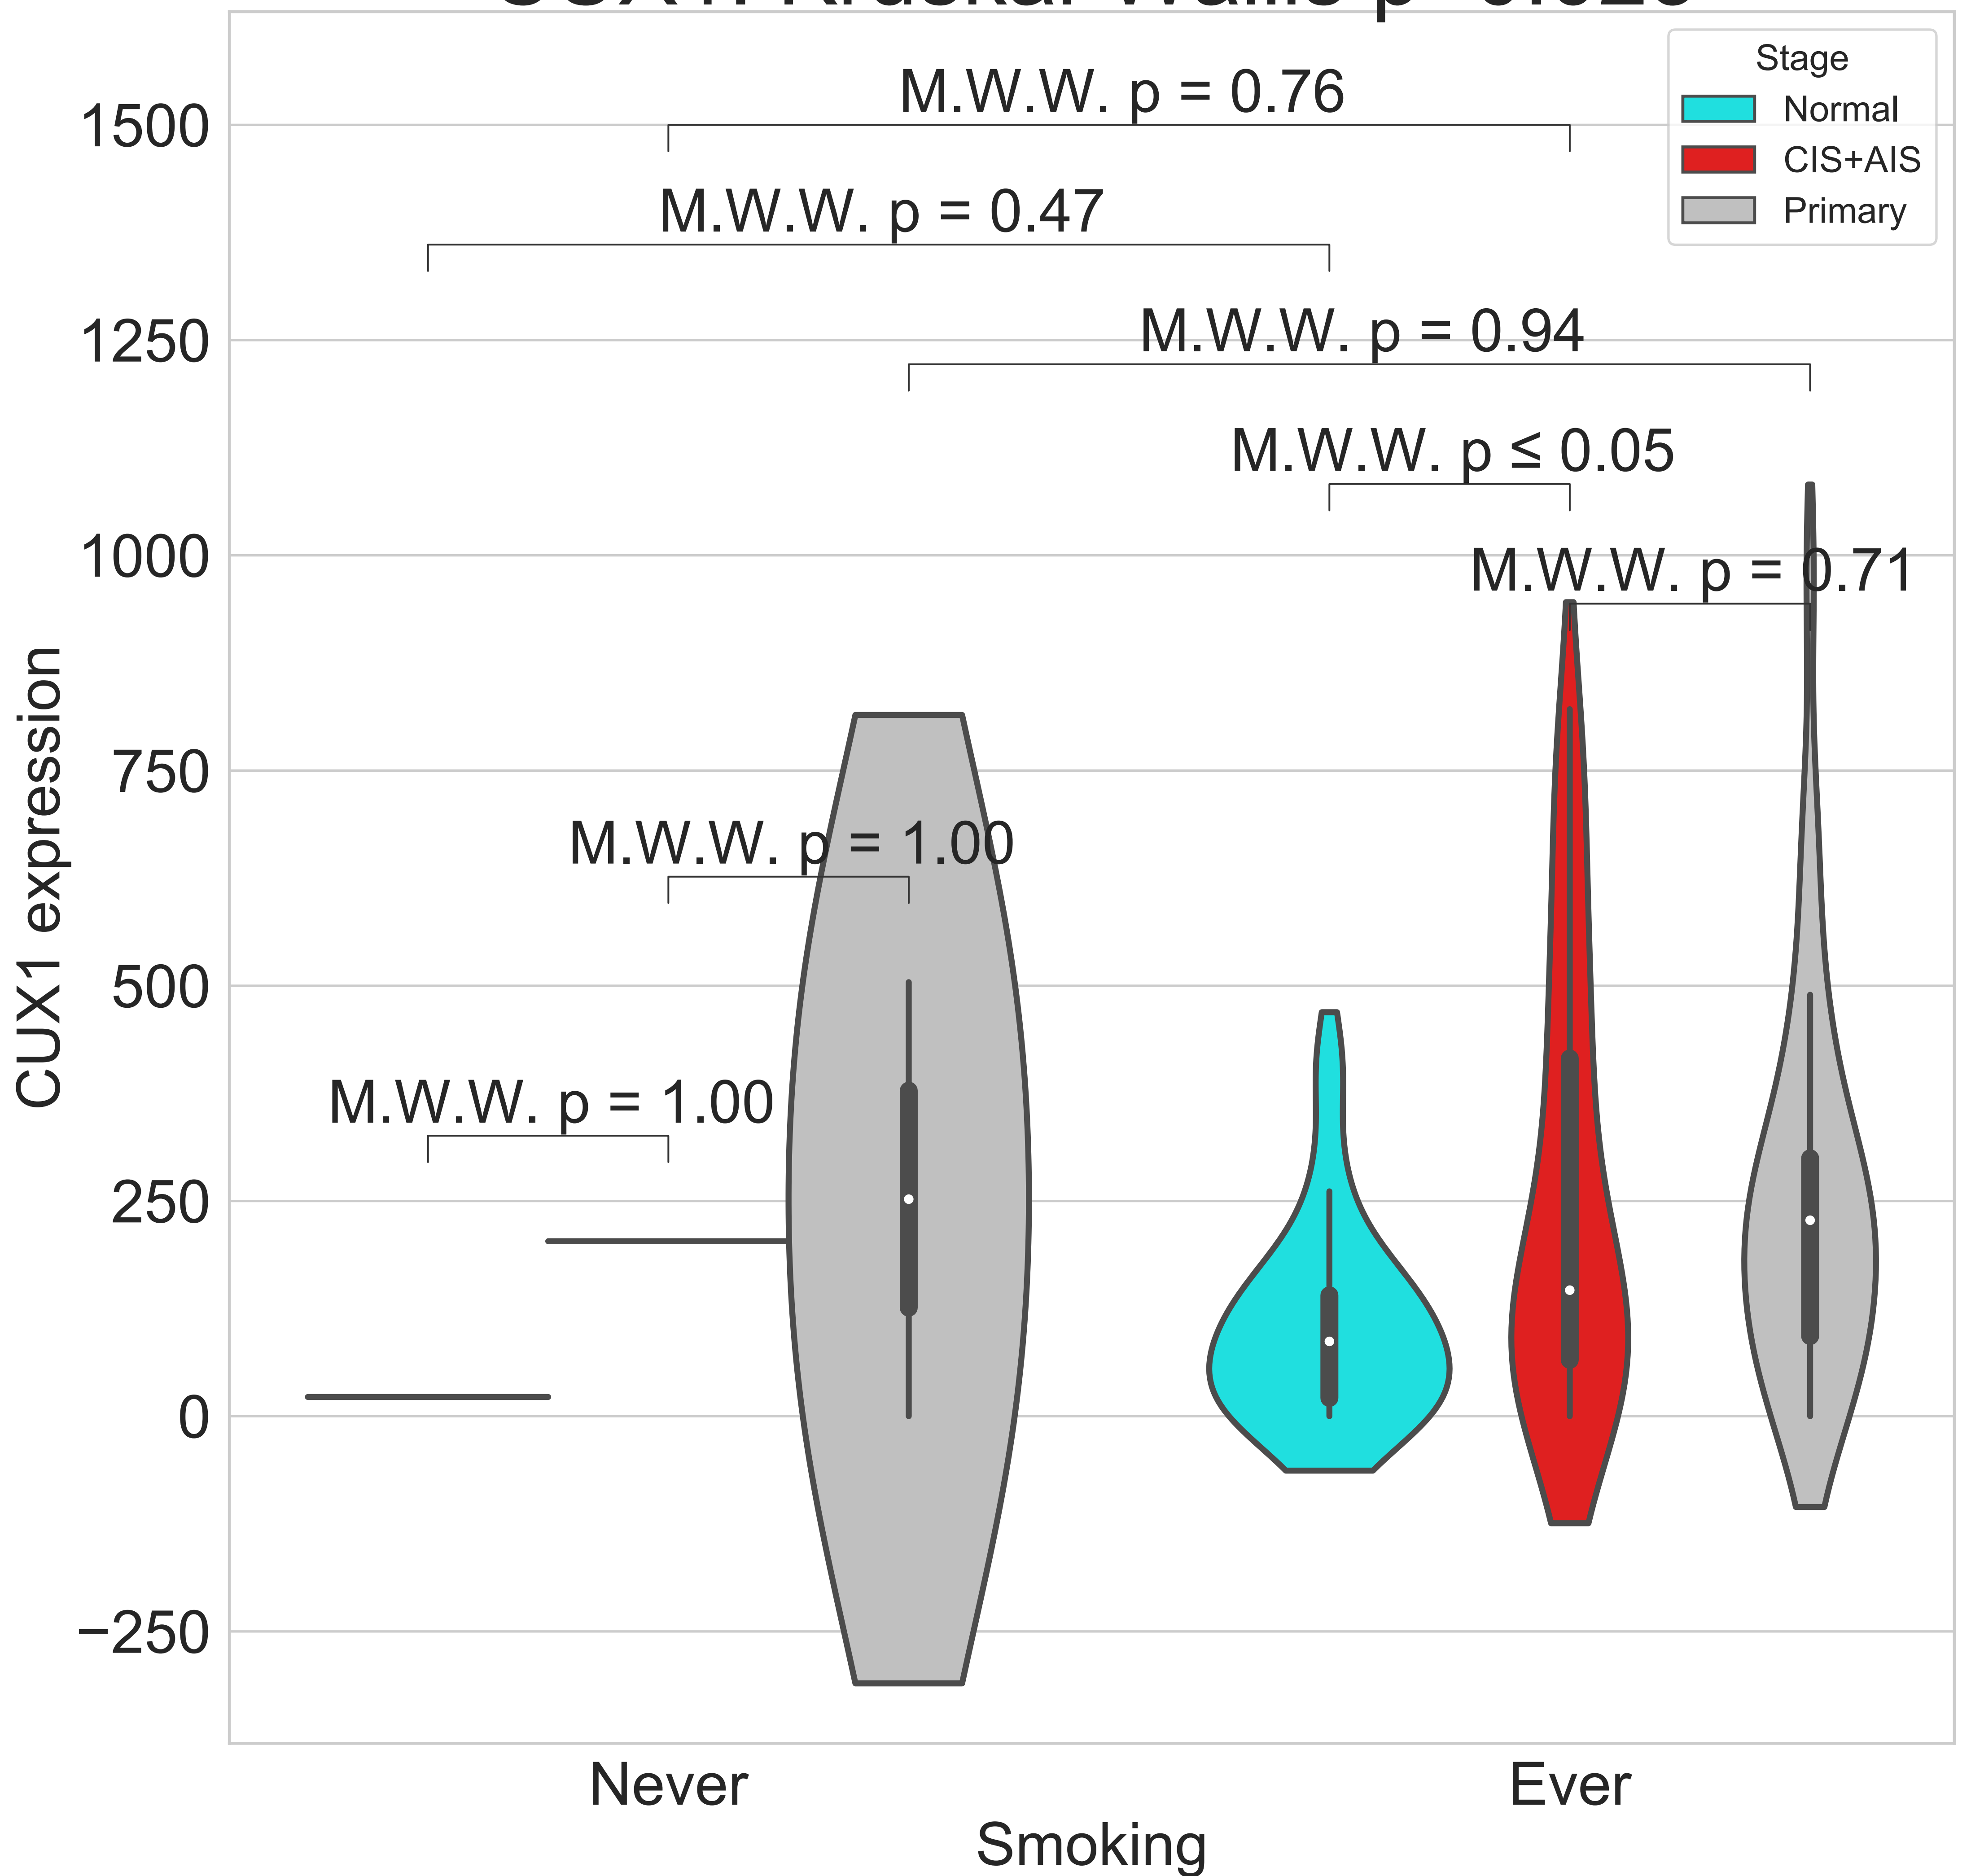 Stage
Normal
CIS+AIS
Primary
M.W.W. p = 0.76
M.W.W. p = 0.47
M.W.W. p = 0.94
M.W.W. p ≤ 0.05
M.W.W. p = 0.71
M.W.W. p = 1.00
M.W.W. p = 1.00
1500
1250
1000
750
500
250
0
−250
CUX1 expression
Never
Ever
Smoking